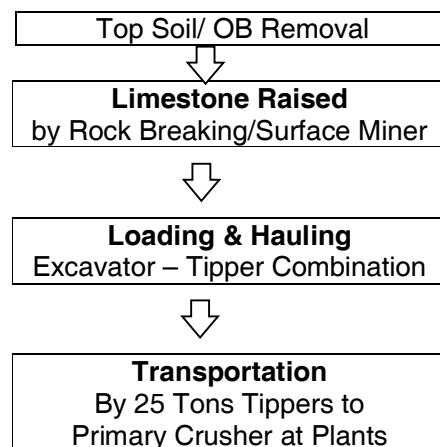 Top Soil/ OB Removal
Limestone Raised
by Rock Breaking/Surface Miner
Loading & Hauling
Excavator – Tipper Combination
Transportation
By 25 Tons Tippers to
Primary Crusher at Plants